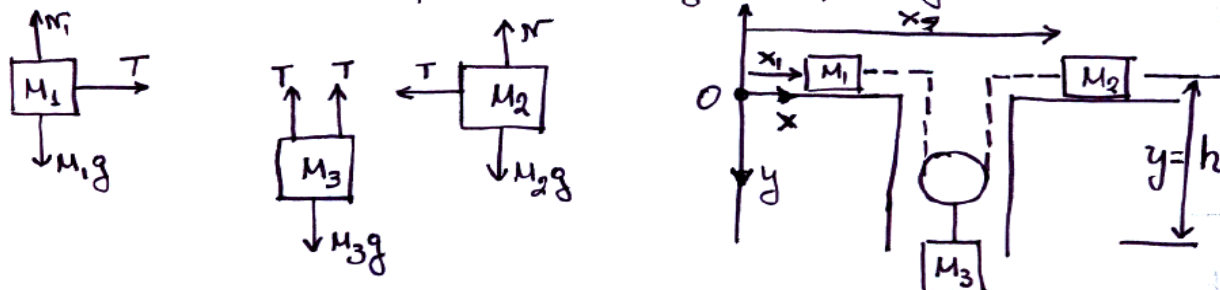 N₁
T
M₁
M₁g
T T
M₃
M₃g
N
T
M₂
M₂g
x₂
x₁
M₁
M₂
O
x
y
y= h
M₃